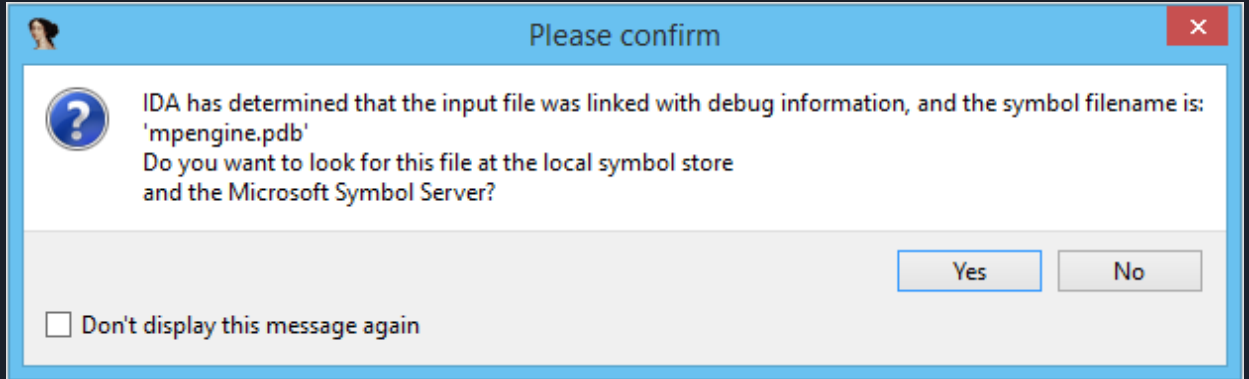 Please confirm
IDA has determined that the input file was linked with debug information, and the symbol filename is:
'mpengine.pdb'
Do you want to look for this file at the local symbol store
and the Microsoft Symbol Server?
Yes
No
Don't display this message again